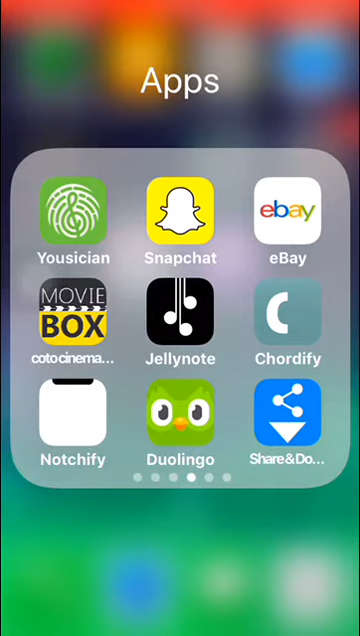 Apps
ebay
Yousician
Snapchat
eBay
MOVIE
BOX
cotocinema...
Jellynote
Chordify
Notchify
Duolingo
Share & Do...